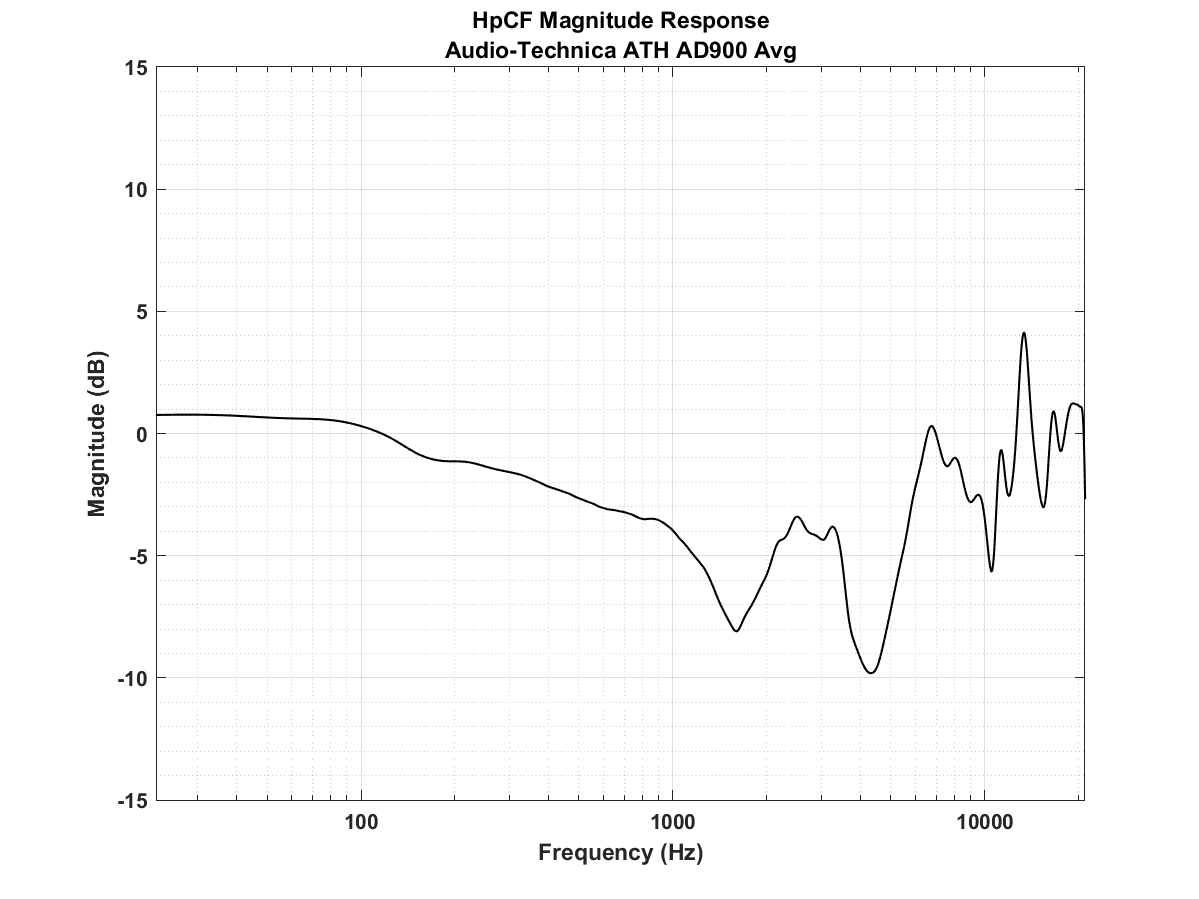 HpCF Magnitude Response
Audio-Technica ATH AD900 Avg
15
10
5
0
-5
-10
-15
Magnitude (dB)
100 1000 10000
Frequency (Hz)